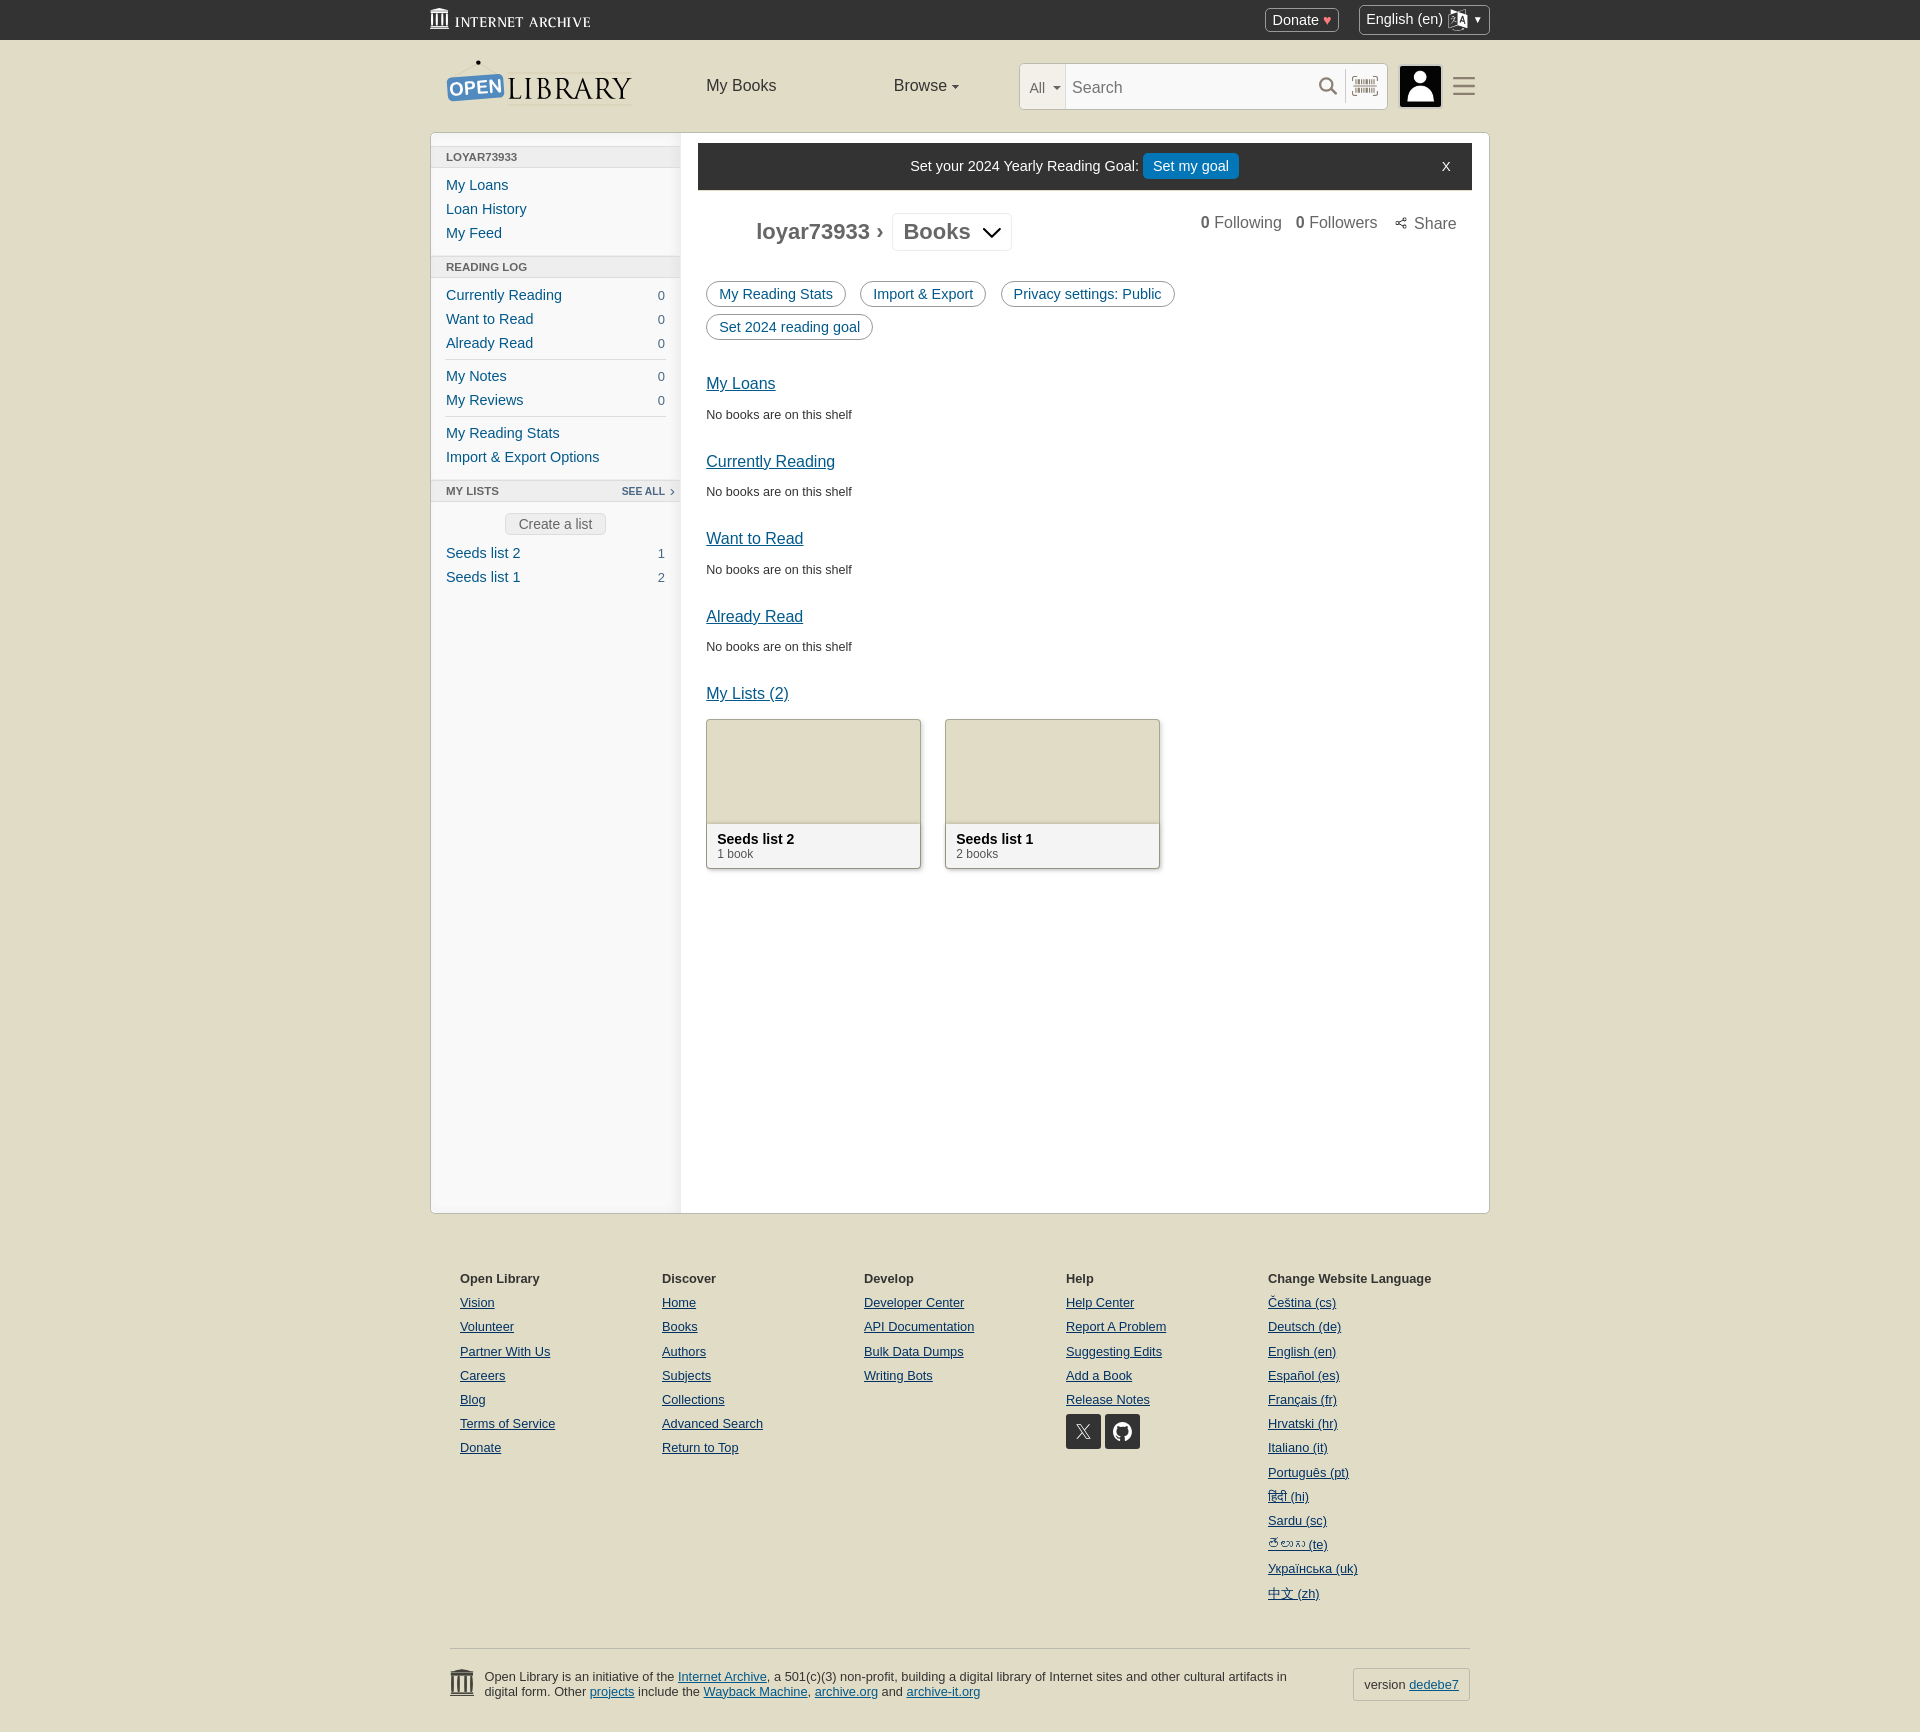 INTERNET ARCHIVE
Donate ♥
English (en) ▼
OPEN LIBRARY
My Books
Browse
All
Search
LOYAR73933
My Loans
Loan History
My Feed
READING LOG
Currently Reading 0
Want to Read 0
Already Read 0
My Notes 0
My Reviews 0
My Reading Stats
Import & Export Options
MY LISTS SEE ALL ›
Create a list
Seeds list 2 1
Seeds list 1 2
Set your 2024 Yearly Reading Goal: Set my goal X
loyar73933 › Books
0 Following 0 Followers Share
My Reading Stats Import & Export Privacy settings: Public
Set 2024 reading goal
My Loans
No books are on this shelf
Currently Reading
No books are on this shelf
Want to Read
No books are on this shelf
Already Read
No books are on this shelf
My Lists (2)
Seeds list 2
1 book
Seeds list 1
2 books
Open Library
Vision
Volunteer
Partner With Us
Careers
Blog
Terms of Service
Donate
Discover
Home
Books
Authors
Subjects
Collections
Advanced Search
Return to Top
Develop
Developer Center
API Documentation
Bulk Data Dumps
Writing Bots
Help
Help Center
Report A Problem
Suggesting Edits
Add a Book
Release Notes
Change Website Language
Čeština (cs)
Deutsch (de)
English (en)
Español (es)
Français (fr)
Hrvatski (hr)
Italiano (it)
Português (pt)
हिंदी (hi)
Sardu (sc)
తెలుగు (te)
Українська (uk)
中文 (zh)
Open Library is an initiative of the Internet Archive, a 501(c)(3) non-profit, building a digital library of Internet sites and other cultural artifacts in
digital form. Other projects include the Wayback Machine, archive.org and archive-it.org
version dedebe7